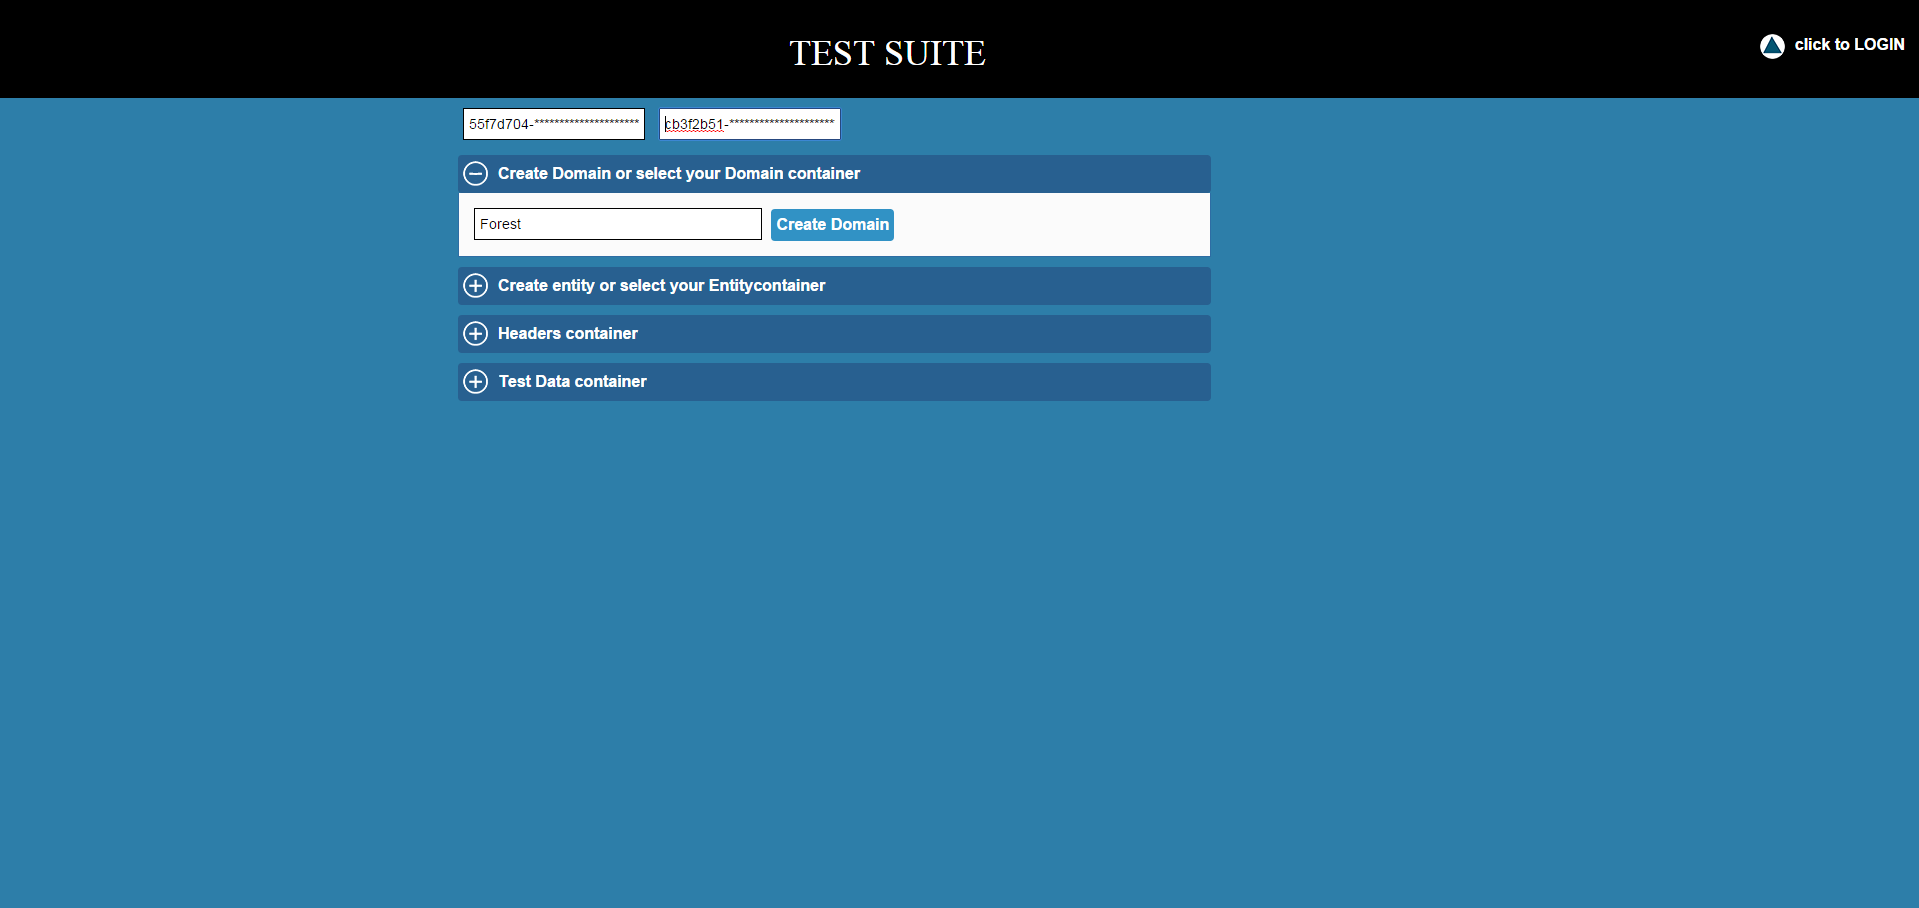 TEST SUITE
click to LOGIN
55f7d704-*********************
cb3f2b51-*********************
Create Domain or select your Domain container
Forest
Create Domain
Create entity or select your Entitycontainer
Headers container
Test Data container